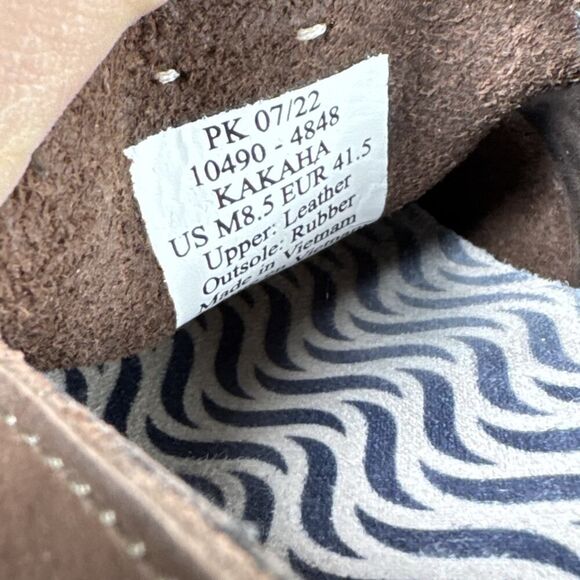 PK 07/22
10490 - 4848
KAKAHA
US M8.5 EUR 41.5
Upper: Leather
Outsole: Rubber
Made in Vietnam